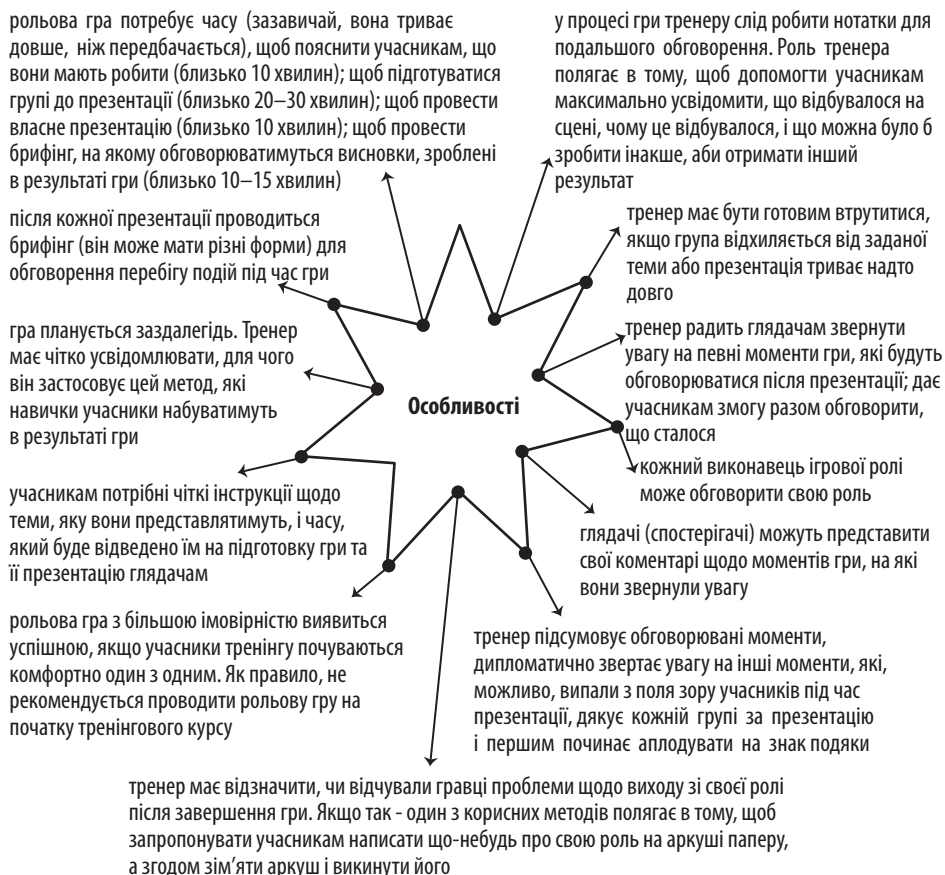 рольова гра потребує часу (зазавичай, вона триває
довше, ніж передбачається), щоб пояснити учасникам, що
вони мають робити (близько 10 хвилин); щоб підготуватися
групі до презентації (близько 20–30 хвилин); щоб провести
власне презентацію (близько 10 хвилин); щоб провести
брифінг, на якому обговорюватимуться висновки, зроблені
в результаті гри (близько 10–15 хвилин)
після кожної презентації проводиться
брифінг (він може мати різні форми) для
обговорення перебігу подій під час гри
гра планується заздалегідь. Тренер
має чітко усвідомлювати, для чого
він застосовує цей метод, які
навички учасники набуватимуть
в результаті гри
учасникам потрібні чіткі інструкції щодо
теми, яку вони представлятимуть, і часу,
який буде відведено їм на підготовку гри та
її презентацію глядачам
рольова гра з більшою імовірністю виявиться
успішною, якщо учасники тренінгу почуваються
комфортно один з одним. Як правило, не
рекомендується проводити рольову гру на
початку тренінгового курсу
Особливості
у процесі гри тренеру слід робити нотатки для
подальшого обговорення. Роль тренера
полягає в тому, щоб допомогти учасникам
максимально усвідомити, що відбувалося на
сцені, чому це відбувалося, і що можна було б
зробити інакше, аби отримати інший
результат
тренер має бути готовим втрутитися,
якщо група відхиляється від заданої
теми або презентація триває надто
довго
тренер радить глядачам звернути
увагу на певні моменти гри, які будуть
обговорюватися після презентації; дає
учасникам змогу разом обговорити,
що сталося
кожний виконавець ігрової ролі
може обговорити свою роль
глядачі (спостерігачі) можуть представити
свої коментарі щодо моментів гри, на які
вони звернули увагу
тренер підсумовує обговорювані моменти,
дипломатично звертає увагу на інші моменти, які,
можливо, випали з поля зору учасників під час
презентації, дякує кожній групі за презентацію
і першим починає аплодувати на знак подяки
тренер має відзначити, чи відчували гравці проблеми щодо виходу зі своєї ролі
після завершення гри. Якщо так - один з корисних методів полягає в тому, щоб
запропонувати учасникам написати що-небудь про свою роль на аркуші паперу,
а згодом зім’яти аркуш і викинути його